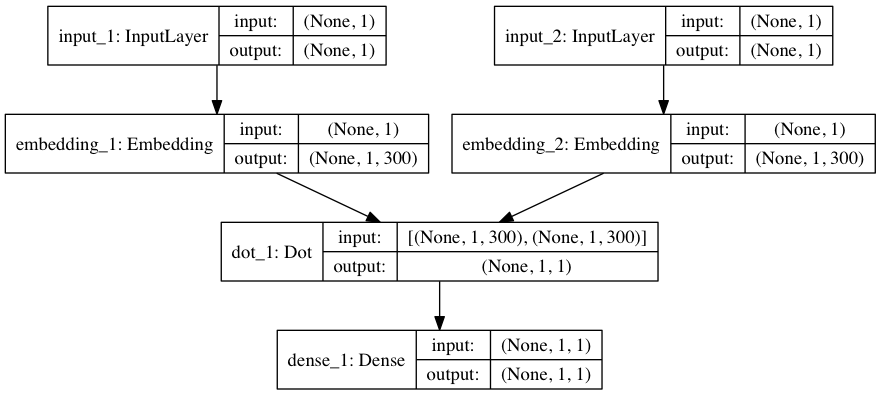 input_1: InputLayer
input: (None, 1)
output: (None, 1)
input_2: InputLayer
input: (None, 1)
output: (None, 1)
embedding_1: Embedding
input: (None, 1)
output: (None, 1, 300)
embedding_2: Embedding
input: (None, 1)
output: (None, 1, 300)
dot_1: Dot
input: [(None, 1, 300), (None, 1, 300)]
output: (None, 1, 1)
dense_1: Dense
input: (None, 1, 1)
output: (None, 1, 1)